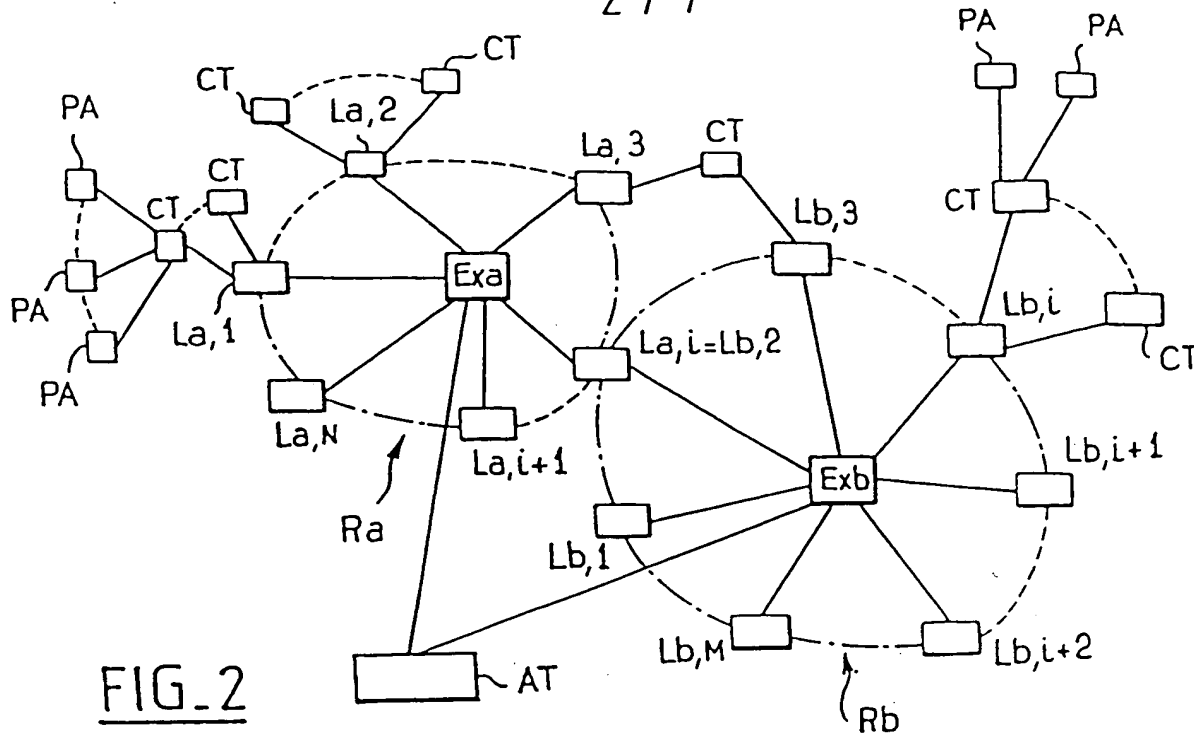 2/7
PA
PA
CT
CT
La,2
PA
CT
La,3
CT
CT
CT
Lb,3
Exa
PA
La,1
Lb,i
CT
La,i=Lb,2
PA
La,N
La,i+1
Lb,i+1
Exb
Ra
Lb,1
Lb,M
Lb,i+2
FIG_2
AT
Rb